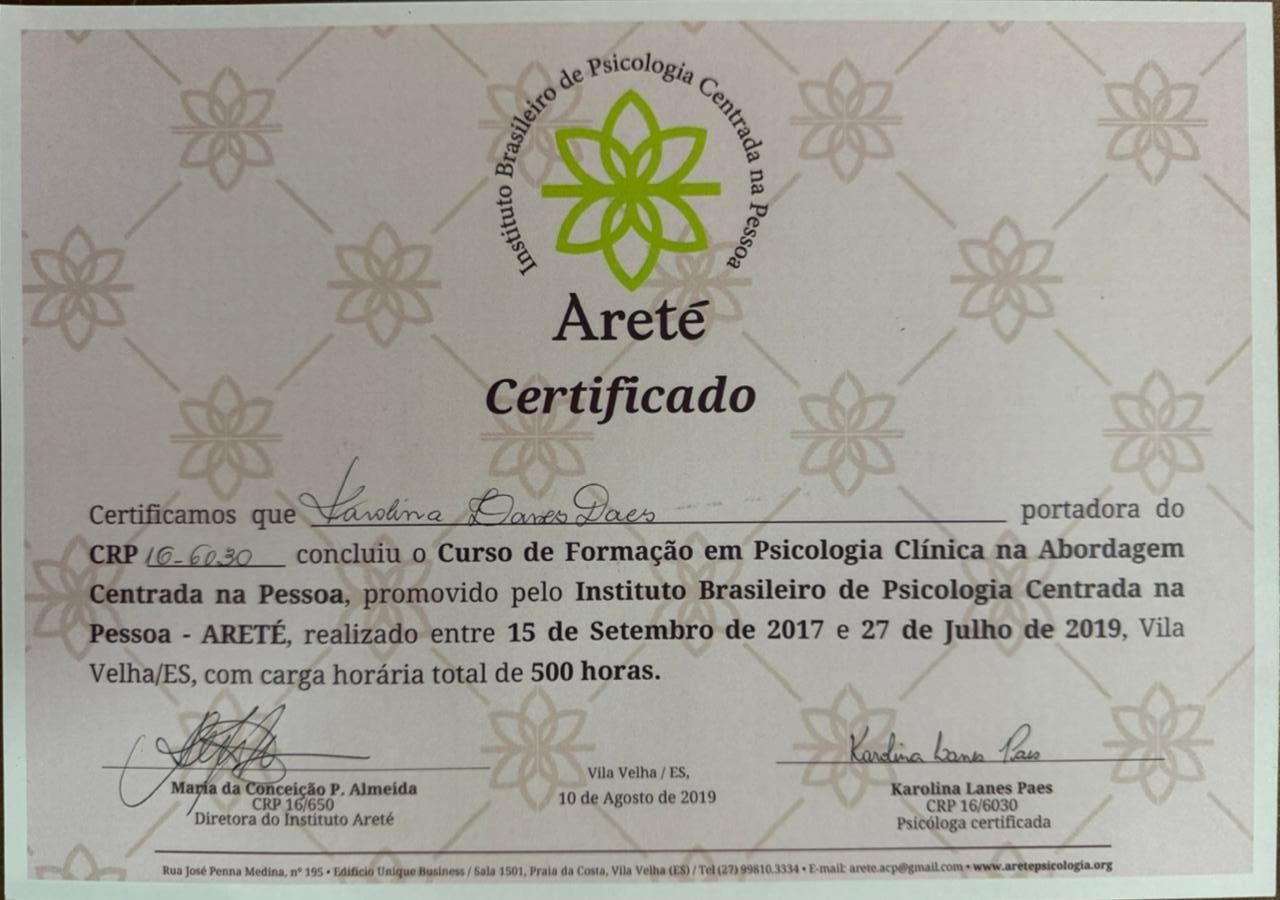 Instituto Brasileiro de Psicologia Centrada na Pessoa
Areté
Certificado
Certificamos que Karolina Lanes Paes portadora do
CRP 16-6030 concluiu o Curso de Formação em Psicologia Clínica na Abordagem
Centrada na Pessoa, promovido pelo Instituto Brasileiro de Psicologia Centrada na
Pessoa - ARETÉ, realizado entre 15 de Setembro de 2017 e 27 de Julho de 2019, Vila
Velha/ES, com carga horária total de 500 horas.
Karolina Lanes Paes
Maria da Conceição P. Almeida
CRP 16/650
Diretora do Instituto Areté
Vila Velha / ES,
10 de Agosto de 2019
Karolina Lanes Paes
CRP 16/6030
Psicóloga certificada
Rua José Penna Medina, nº 195 • Edifício Unique Business / Sala 1501, Praia da Costa, Vila Velha (ES) / Tel (27) 99810.3334 • E-mail: arete.acp@gmail.com • www.aretepsicologia.org